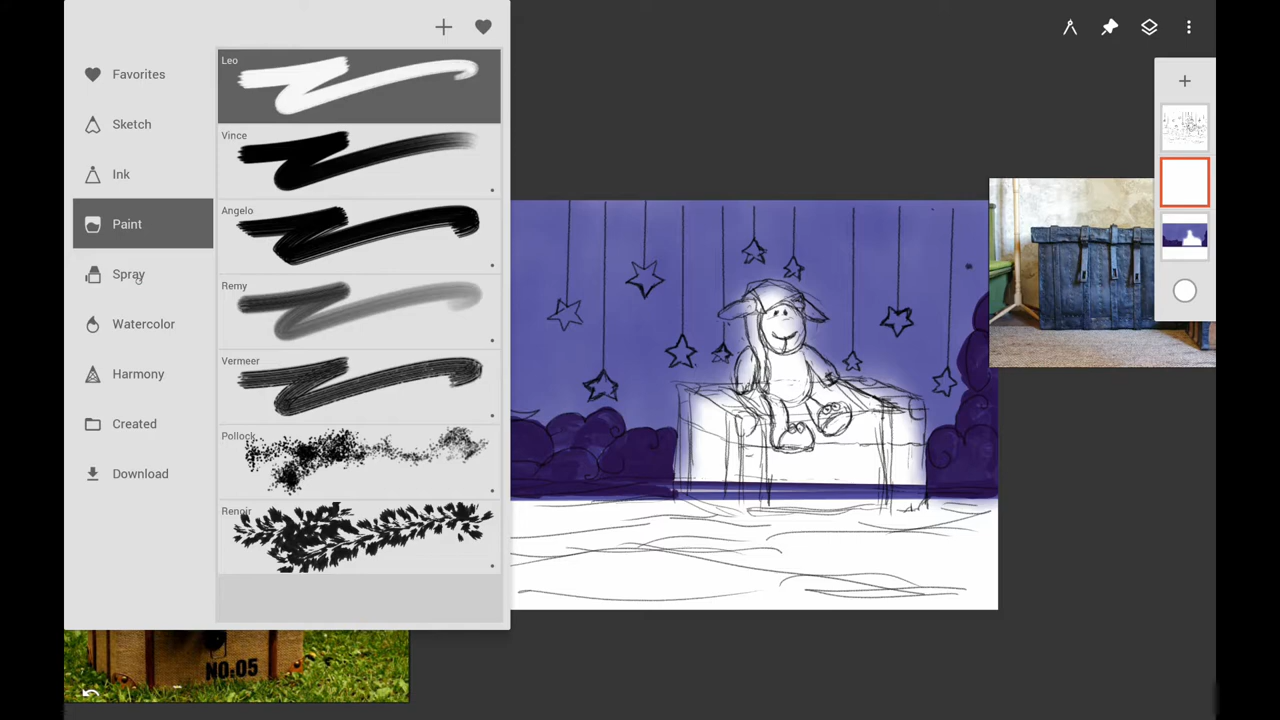 Favorites
Sketch
Ink
Paint
Spray
Watercolor
Harmony
Created
Download
Leo
Vince
Angelo
Remy
Vermeer
Pollock
Renoir
NO:05